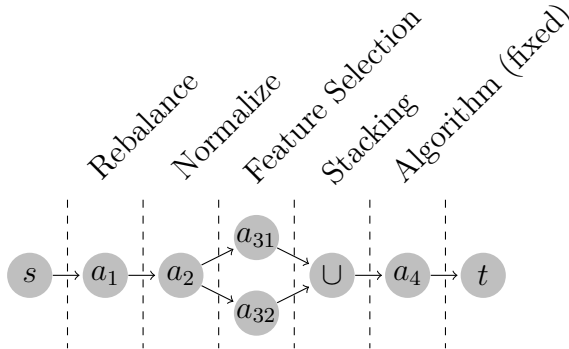 Rebalance
Normalize
Feature Selection
Stacking
Algorithm (fixed)
s
a1
a2
a31
a32
∪
a4
t